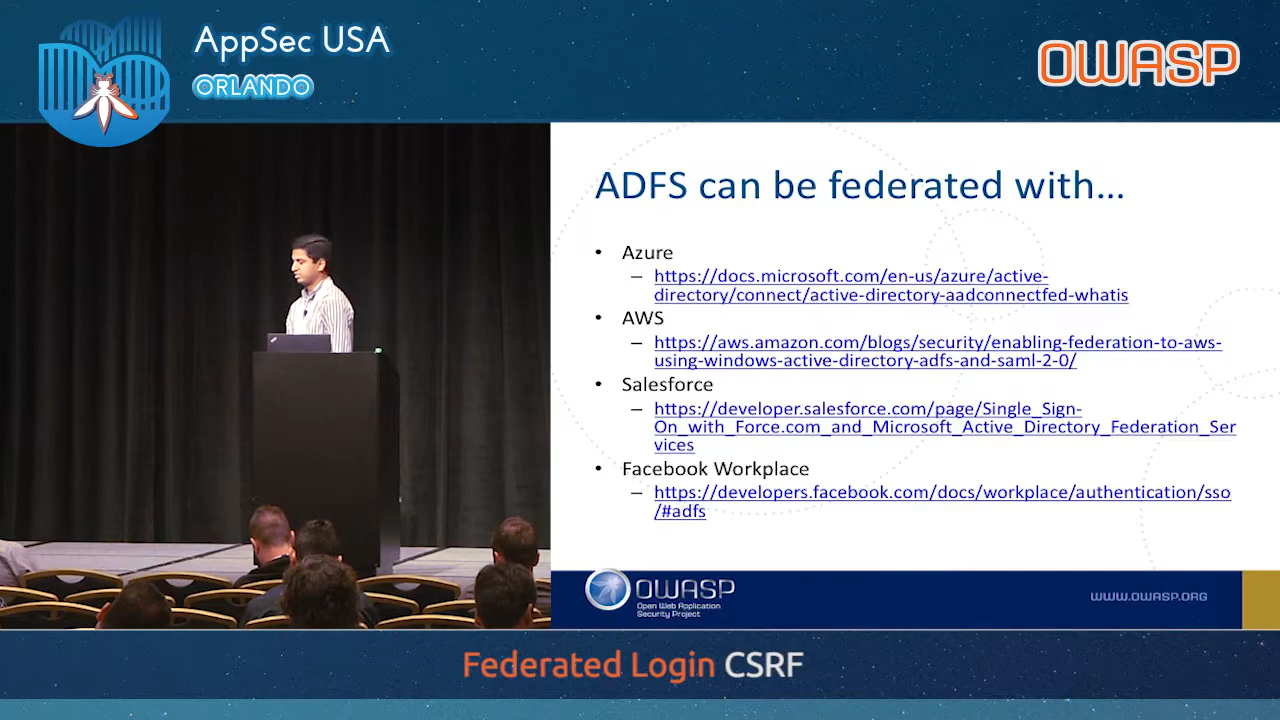 AppSec USA
ORLANDO
OWASP
ADFS can be federated with...
• Azure
– https://docs.microsoft.com/en-us/azure/active-
directory/connect/active-directory-aadconnectfed-whatis
• AWS
– https://aws.amazon.com/blogs/security/enabling-federation-to-aws-
using-windows-active-directory-adfs-and-saml-2-0/
• Salesforce
– https://developer.salesforce.com/page/Single_Sign-
On_with_Force.com_and_Microsoft_Active_Directory_Federation_Ser
vices
• Facebook Workplace
– https://developers.facebook.com/docs/workplace/authentication/sso
/#adfs
OWASP
Open Web Application
Security Project
WWW.OWASP.ORG
Federated Login CSRF